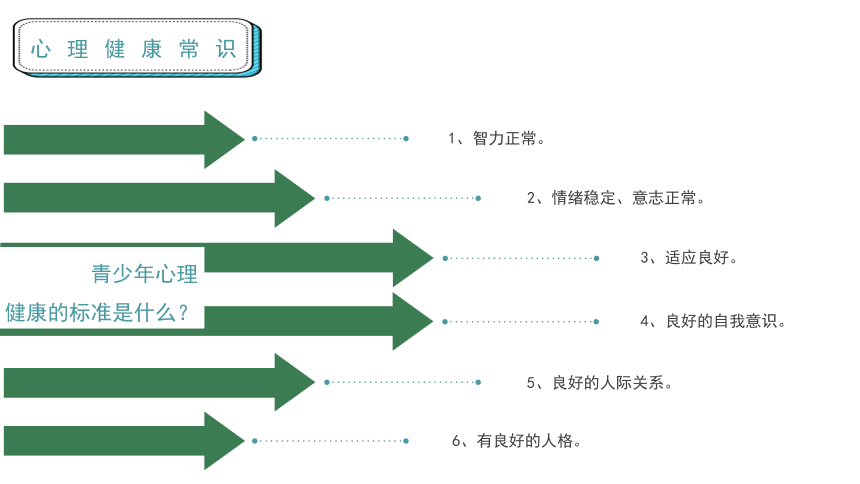 心理健康常识
1、智力正常。
2、情绪稳定、意志正常。
3、适应良好。
青少年心理
健康的标准是什么？
4、良好的自我意识。
5、良好的人际关系。
6、有良好的人格。